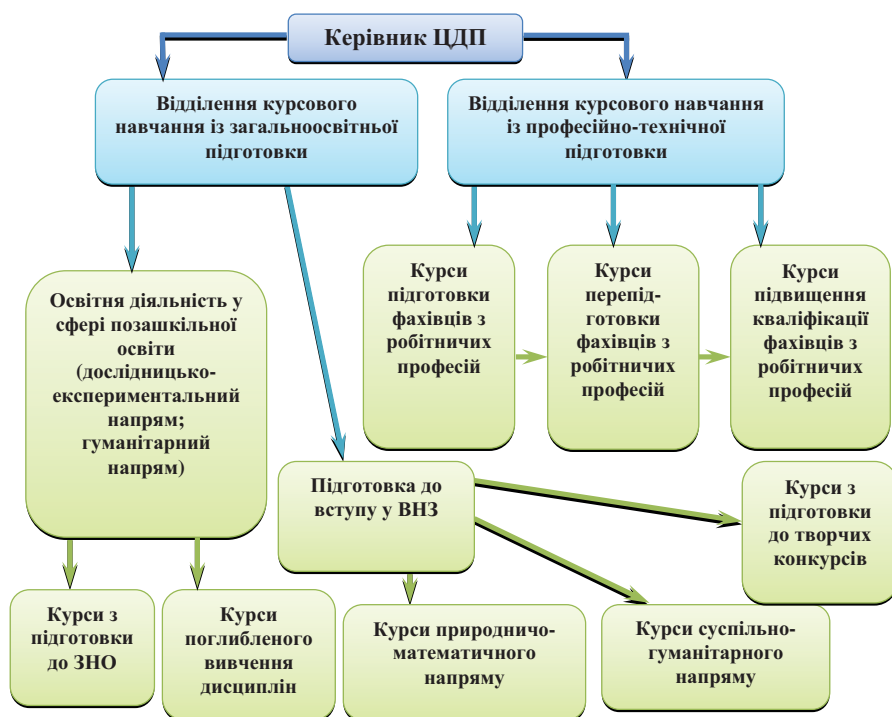 Керівник ЦДП
Відділення курсового
навчання із загальноосвітньої
підготовки
Відділення курсового навчання
із професійно-технічної
підготовки
Освітня діяльність у
сфері позашкільної
освіти
(дослідницько-
експериментальний
напрям;
гуманітарний
напрям)
Курси
підготовки
фахівців з
робітничих
професій
Курси
перепід-
готовки
фахівців з
робітничих
професій
Курси
підвищення
кваліфікації
фахівців з
робітничих
професій
Підготовка до
вступу у ВНЗ
Курси з
підготовки
до творчих
конкурсів
Курси з
підготовки
до ЗНО
Курси
поглибленого
вивчення
дисциплін
Курси природничо-
математичного
напряму
Курси суспільно-
гуманітарного
напряму